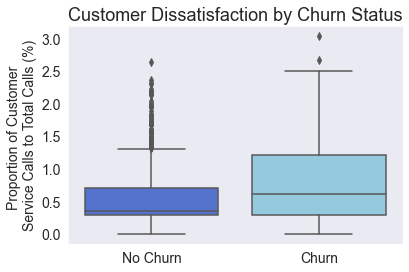 Customer Dissatisfaction by Churn Status
Proportion of Customer
Service Calls to Total Calls (%)
3.0
2.5
2.0
1.5
1.0
0.5
0.0
No Churn
Churn